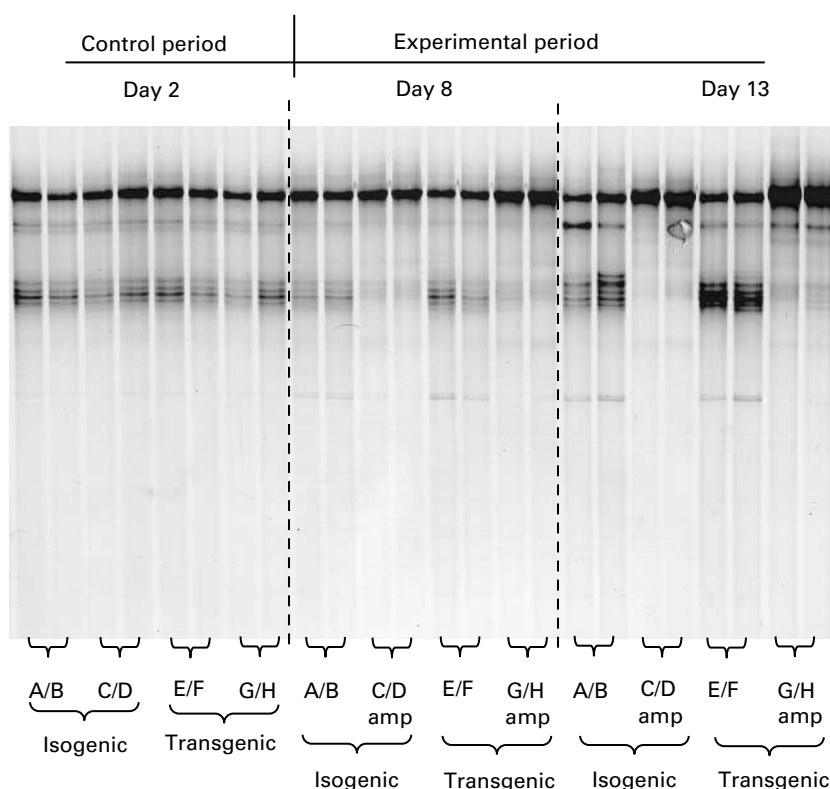 Control period Experimental period
Day 2 Day 8 Day 13
A/B C/D E/F G/H A/B C/D E/F G/H A/B C/D E/F G/H
amp amp amp amp
Isogenic Transgenic
Isogenic Transgenic Isogenic Transgenic